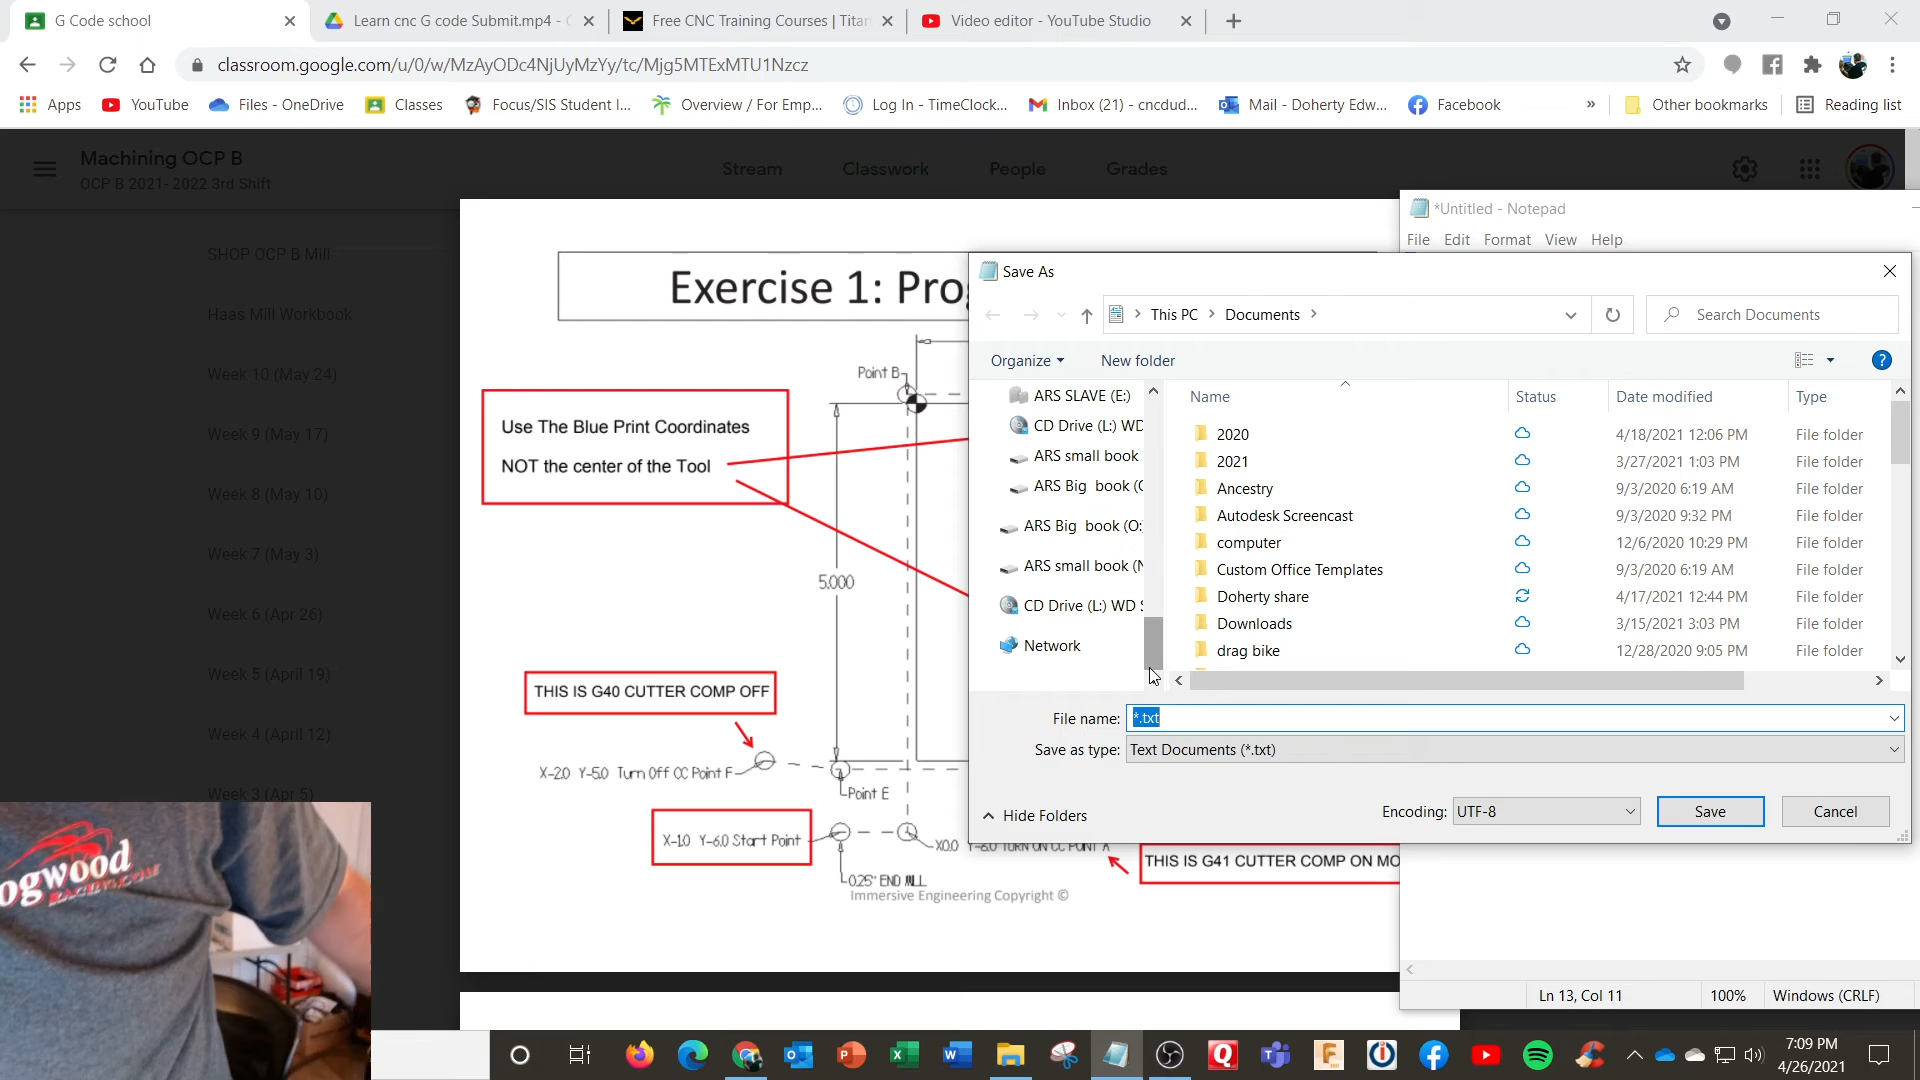 G Code school
Learn cnc G code Submit.mp4 -
Free CNC Training Courses | Titan
Video editor - YouTube Studio
classroom.google.com/u/0/w/MzAyODc4NjUyMzYy/tc/Mjg5MTExMTU1Nzcz
Apps
YouTube
Files - OneDrive
Classes
Focus/SIS Student I...
Overview / For Emp...
Log In - TimeClock...
Inbox (21) - cncdud...
Mail - Doherty Edw...
Facebook
»
Other bookmarks
Reading list
Machining OCP B
OCP B 2021- 2022 3rd Shift
Stream
Classwork
People
Grades
SHOP OCP B Mill
Haas Mill Workbook
Week 10 (May 24)
Week 9 (May 17)
Week 8 (May 10)
Week 7 (May 3)
Week 6 (Apr 26)
Week 5 (April 19)
Week 4 (April 12)
Week 3 (Apr 5)
Exercise 1: Pro
Point B
Use The Blue Print Coordinates
NOT the center of the Tool
5.000
THIS IS G40 CUTTER COMP OFF
X-2.0 Y-5.0 Turn Off CC Point F
Point E
X-1.0 Y-6.0 Start Point
X0.0 Y-6.0 TURN ON CC POINT A
THIS IS G41 CUTTER COMP ON MO
0.25" END MILL
Immersive Engineering Copyright ©
*Untitled - Notepad
File Edit Format View Help
Save As
This PC > Documents >
Search Documents
Organize
New folder
ARS SLAVE (E:)
CD Drive (L:) WD
ARS small book
ARS Big book (
ARS Big book (O:
ARS small book (
CD Drive (L:) WD S
Network
Name Status Date modified Type
2020 4/18/2021 12:06 PM File folder
2021 3/27/2021 1:03 PM File folder
Ancestry 9/3/2020 6:19 AM File folder
Autodesk Screencast 9/3/2020 9:32 PM File folder
computer 12/6/2020 10:29 PM File folder
Custom Office Templates 9/3/2020 6:19 AM File folder
Doherty share 4/17/2021 12:44 PM File folder
Downloads 3/15/2021 3:03 PM File folder
drag bike 12/28/2020 9:05 PM File folder
File name: *.txt
Save as type: Text Documents (*.txt)
Hide Folders
Encoding: UTF-8
Save
Cancel
Ln 13, Col 11
100%
Windows (CRLF)
ogwood
RACING.COM
7:09 PM
4/26/2021